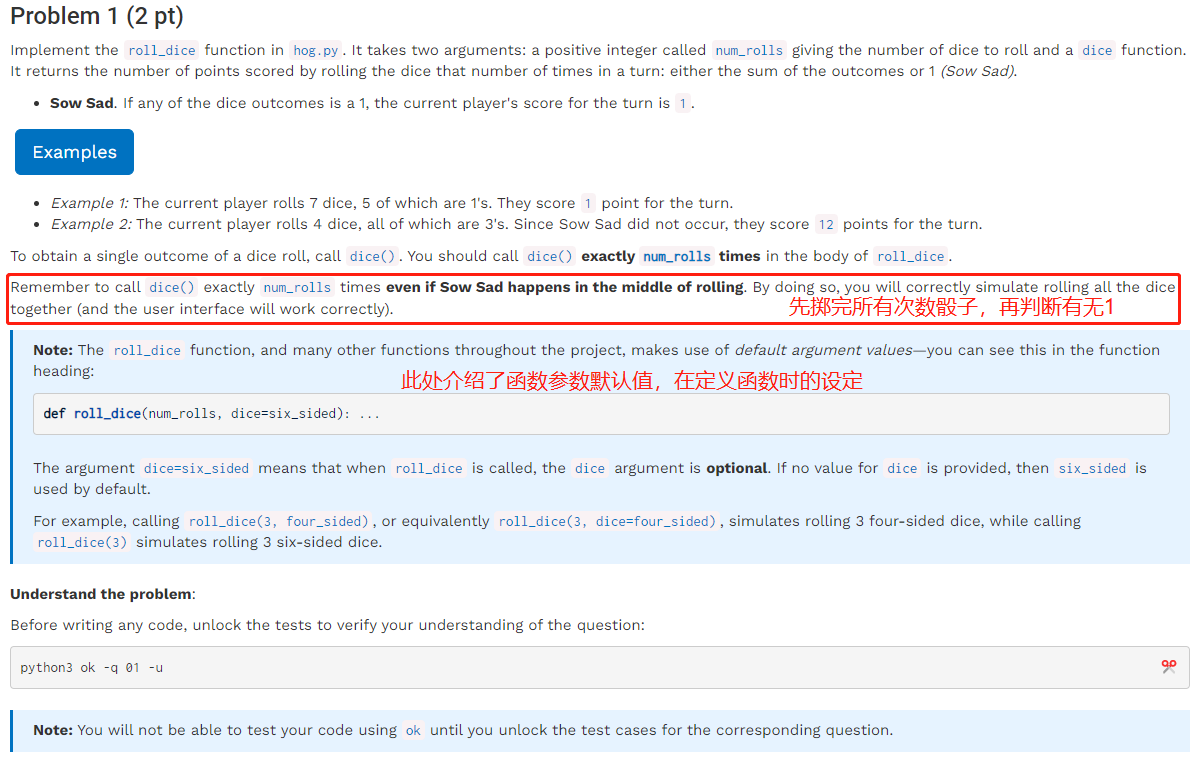 Problem 1 (2 pt)
Implement the roll_dice function in hog.py. It takes two arguments: a positive integer called num_rolls giving the number of dice to roll and a dice function.
It returns the number of points scored by rolling the dice that number of times in a turn: either the sum of the outcomes or 1 (Sow Sad).
• Sow Sad. If any of the dice outcomes is a 1, the current player's score for the turn is 1.
Examples
• Example 1: The current player rolls 7 dice, 5 of which are 1's. They score 1 point for the turn.
• Example 2: The current player rolls 4 dice, all of which are 3's. Since Sow Sad did not occur, they score 12 points for the turn.
To obtain a single outcome of a dice roll, call dice(). You should call dice() exactly num_rolls times in the body of roll_dice.
Remember to call dice() exactly num_rolls times even if Sow Sad happens in the middle of rolling. By doing so, you will correctly simulate rolling all the dice
together (and the user interface will work correctly).
先掷完所有次数骰子，再判断有无1
Note: The roll_dice function, and many other functions throughout the project, makes use of default argument values—you can see this in the function
heading:
此处介绍了函数参数默认值，在定义函数时的设定
def roll_dice(num_rolls, dice=six_sided): ...
The argument dice=six_sided means that when roll_dice is called, the dice argument is optional. If no value for dice is provided, then six_sided is
used by default.
For example, calling roll_dice(3, four_sided), or equivalently roll_dice(3, dice=four_sided), simulates rolling 3 four-sided dice, while calling
roll_dice(3) simulates rolling 3 six-sided dice.
Understand the problem:
Before writing any code, unlock the tests to verify your understanding of the question:
python3 ok -q 01 -u
Note: You will not be able to test your code using ok until you unlock the test cases for the corresponding question.